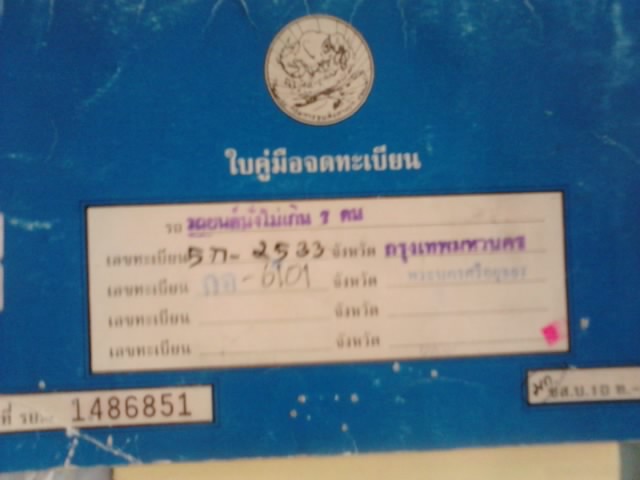 ใบคู่มือจดทะเบียน
รถ รถยนต์นั่งไม่เกิน 7 คน
เลขทะเบียน 5ก-2533 จังหวัด กรุงเทพมหานคร
เลขทะเบียน จังหวัด พระนครศรีอยุธยา
เลขทะเบียน จังหวัด
เลขทะเบียน จังหวัด
ที่ รย. 1486851